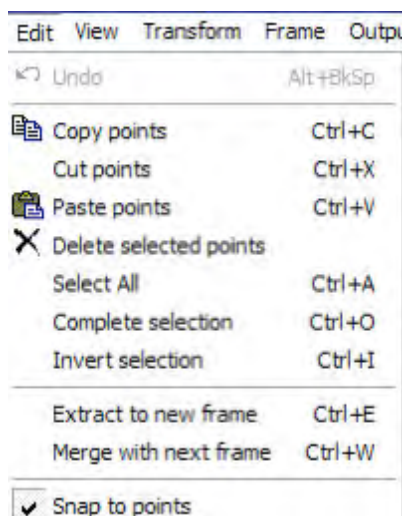 Edit View Transform Frame Outpu
Undo Alt+BkSp
Copy points Ctrl+C
Cut points Ctrl+X
Paste points Ctrl+V
Delete selected points
Select All Ctrl+A
Complete selection Ctrl+O
Invert selection Ctrl+I
Extract to new frame Ctrl+E
Merge with next frame Ctrl+W
Snap to points